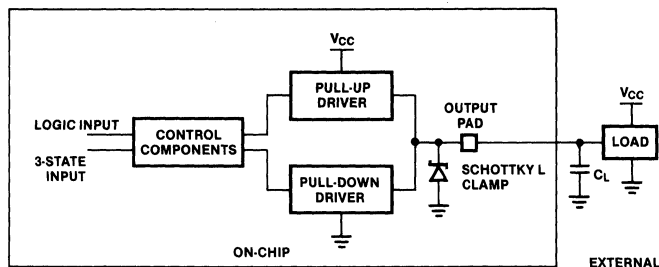 VCC
PULL-UP
DRIVER
LOGIC INPUT
3-STATE
INPUT
CONTROL
COMPONENTS
OUTPUT
PAD
VCC
LOAD
PULL-DOWN
DRIVER
SCHOTTKY L
CLAMP
CL
ON-CHIP
EXTERNAL